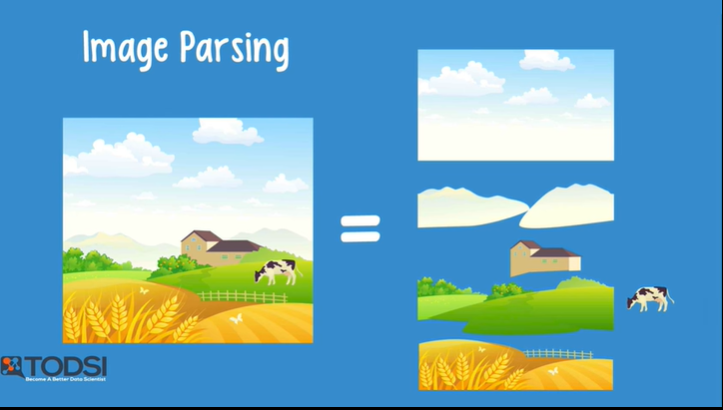 Image Parsing
TODSI
Become A Better Data Scientist